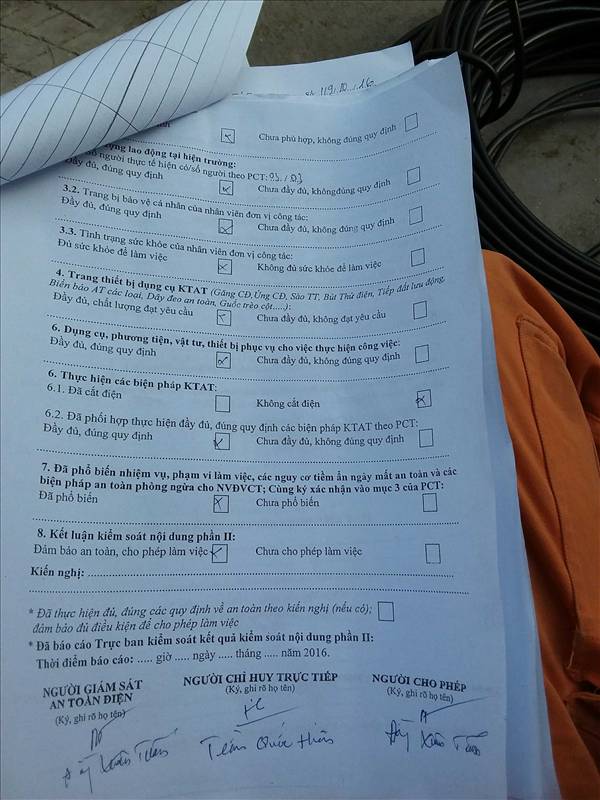 Số: 119/10../16.
Chưa phù hợp, không đúng quy định
động lao động tại hiện trường:
số người thực tế hiện có/số người theo PCT: 03. / 03
Đầy đủ, đúng quy định Chưa đầy đủ, khôngđúng quy định
3.2. Trang bị bảo vệ cá nhân của nhân viên đơn vị công tác:
Đầy đủ, đúng quy định Chưa đầy đủ, không đúng quy định
3.3. Tình trạng sức khỏe của nhân viên đơn vị công tác:
Đủ sức khỏe để làm việc Không đủ sức khỏe để làm việc
4. Trang thiết bị dụng cụ KTAT (Găng CĐ,Ủng CĐ, Sào TT, Bút Thử điện, Tiếp đất lưu động,
Biển báo AT các loại, Dây đeo an toàn, Guốc trèo cột.....):
Đầy đủ, chất lượng đạt yêu cầu Chưa đầy đủ, không đạt yêu cầu
6. Dụng cụ, phương tiện, vật tư, thiết bị phục vụ cho việc thực hiện công việc:
Đầy đủ, đúng quy định Chưa đầy đủ, không đúng quy định
6. Thực hiện các biện pháp KTAT:
6.1. Đã cắt điện Không cắt điện
6.2. Đã phối hợp thực hiện đầy đủ, đúng quy định các biện pháp KTAT theo PCT:
Đầy đủ, đúng quy định Chưa đầy đủ, không đúng quy định
7. Đã phổ biến nhiệm vụ, phạm vi làm việc, các nguy cơ tiềm ẩn ngày mất an toàn và các
biện pháp an toàn phòng ngừa cho NVĐVCT; Cùng ký xác nhận vào mục 3 của PCT:
Đã phổ biến Chưa phổ biến
8. Kết luận kiểm soát nội dung phần II:
Đảm bảo an toàn, cho phép làm việc Chưa cho phép làm việc
Kiến nghị:
* Đã thực hiện đủ, đúng các quy định về an toàn theo kiến nghị (nếu có);
đảm bảo đủ điều kiện để cho phép làm việc
* Đã báo cáo Trực ban kiểm soát kết quả kiểm soát nội dung phần II:
Thời điểm báo cáo: ..... giờ ..... ngày ..... tháng ..... năm 2016.
NGƯỜI GIÁM SÁT NGƯỜI CHỈ HUY TRỰC TIẾP NGƯỜI CHO PHÉP
AN TOÀN ĐIỆN (Ký, ghi rõ họ tên) (Ký, ghi rõ họ tên)
(Ký, ghi rõ họ tên)